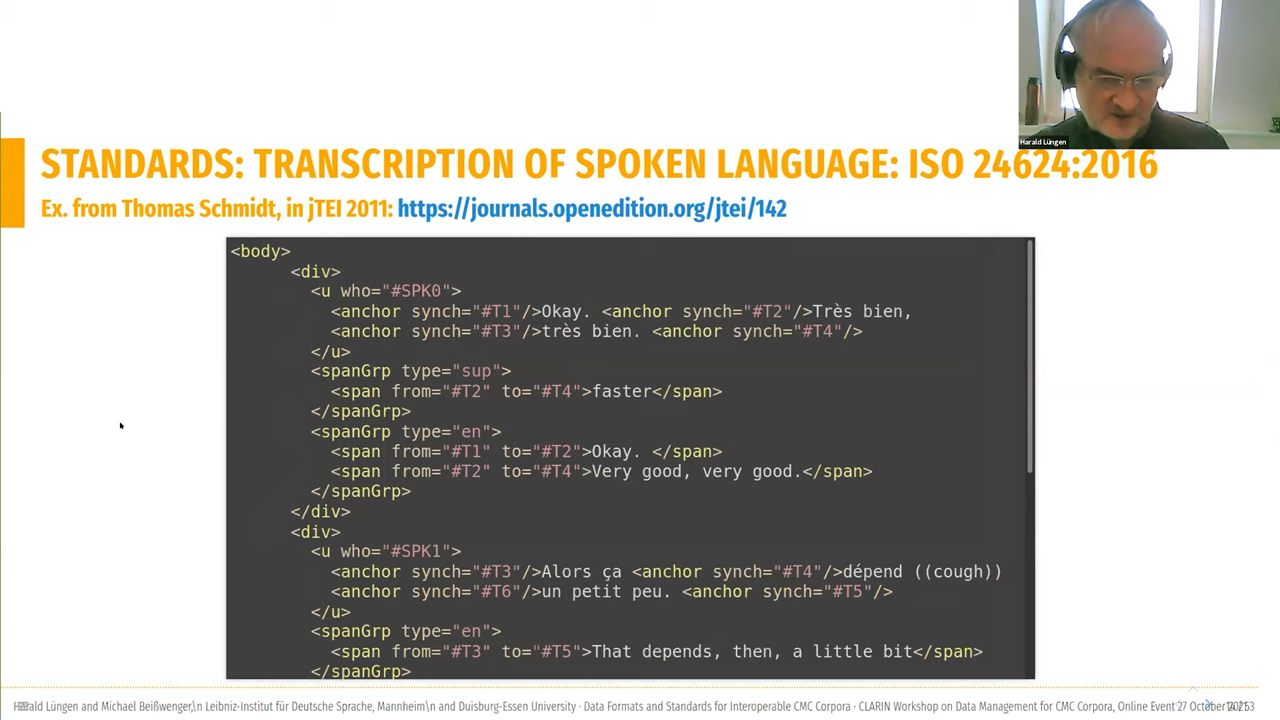 Harald Lüngen
STANDARDS: TRANSCRIPTION OF SPOKEN LANGUAGE: ISO 24624:2016
Ex. from Thomas Schmidt, in jTEI 2011: https://journals.openedition.org/jtei/142
<body>
<div>
<u who="#SPK0">
<anchor synch="#T1"/>Okay. <anchor synch="#T2"/>Très bien,
<anchor synch="#T3"/>très bien. <anchor synch="#T4"/>
</u>
<spanGrp type="sup">
<span from="#T2" to="#T4">faster</span>
</spanGrp>
<spanGrp type="en">
<span from="#T1" to="#T2">Okay. </span>
<span from="#T2" to="#T4">Very good, very good.</span>
</spanGrp>
</div>
<div>
<u who="#SPK1">
<anchor synch="#T3"/>Alors ça <anchor synch="#T4"/>dépend ((cough))
<anchor synch="#T6"/>un petit peu. <anchor synch="#T5"/>
</u>
<spanGrp type="en">
<span from="#T3" to="#T5">That depends, then, a little bit</span>
</spanGrp>
Harald Lüngen and Michael Beißwenger,\n Leibniz-Institut für Deutsche Sprache, Mannheim\n and Duisburg-Essen University · Data Formats and Standards for Interoperable CMC Corpora · CLARIN Workshop on Data Management for CMC Corpora, Online Event 27 October